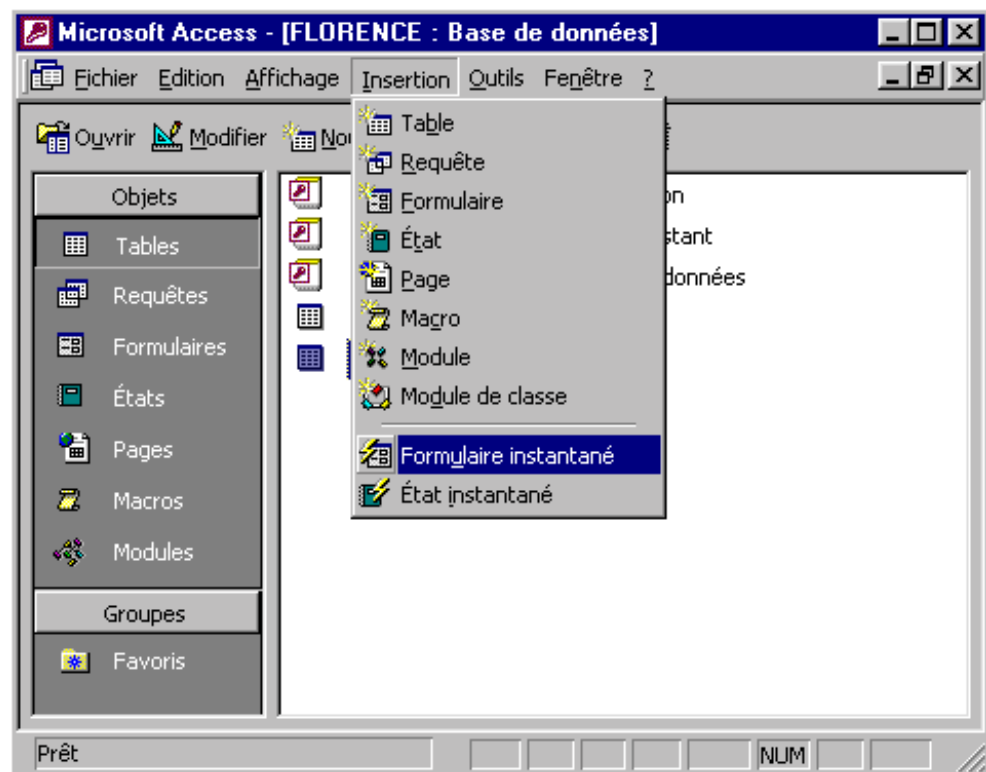 Microsoft Access - [FLORENCE : Base de données]
Fichier Edition Affichage Insertion Outils Fenêtre ?
Ouvrir Modifier Nou
Objets
Tables
Requêtes
Formulaires
États
Pages
Macros
Modules
Groupes
Favoris
Table
Requête
Formulaire
État
Page
Macro
Module
Module de classe
Formulaire instantané
État instantané
on
stant
données
Prêt
NUM